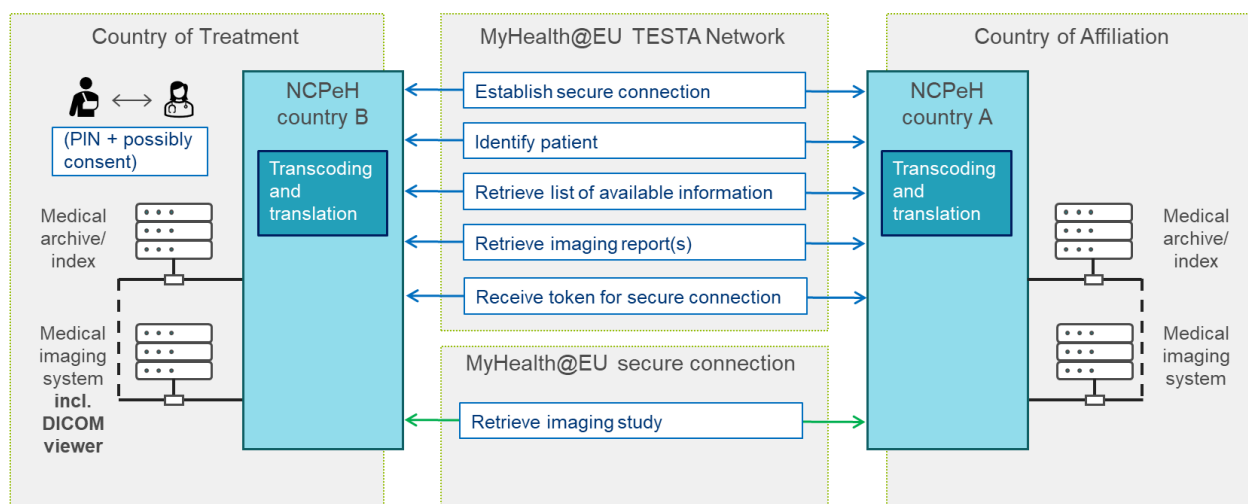 Country of Treatment
(PIN + possibly
consent)
NCPeH
country B
Transcoding
and
translation
Medical
archive/
index
Medical
imaging
system
incl.
DICOM
viewer
MyHealth@EU TESTA Network
Establish secure connection
Identify patient
Retrieve list of available information
Retrieve imaging report(s)
Receive token for secure connection
MyHealth@EU secure connection
Retrieve imaging study
Country of Affiliation
NCPeH
country A
Transcoding
and
translation
Medical
archive/
index
Medical
imaging
system